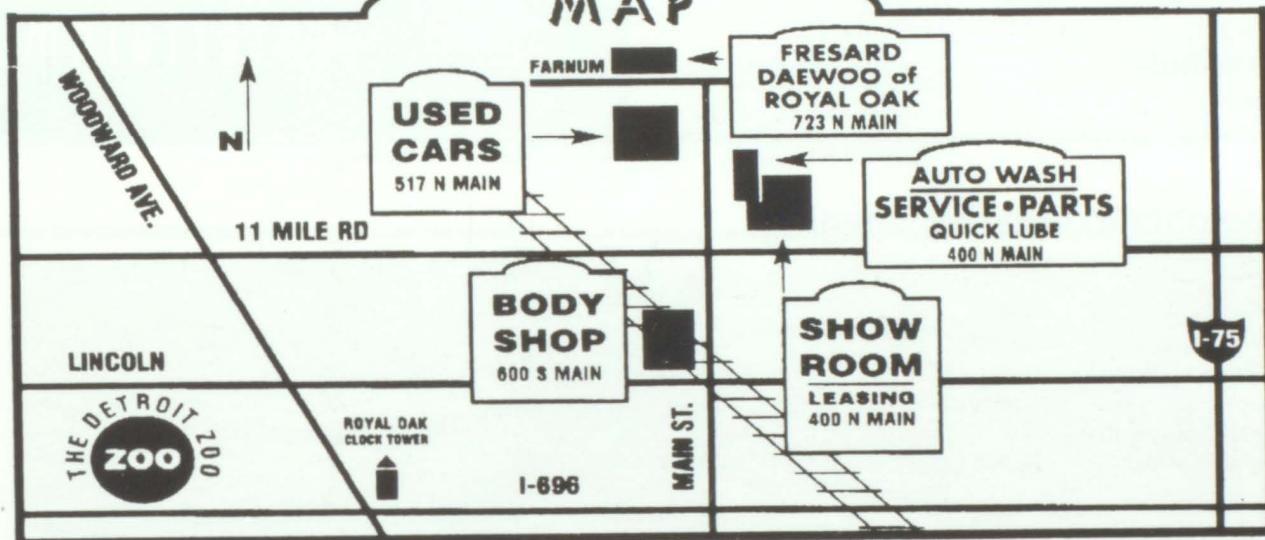 MAP
WOODWARD AVE.
N
FARNUM
FRESARD
DAEWOO of
ROYAL OAK
723 N MAIN
USED
CARS
517 N MAIN
AUTO WASH
SERVICE•PARTS
QUICK LUBE
400 N MAIN
11 MILE RD
BODY
SHOP
600 S MAIN
SHOW
ROOM
LEASING
400 N MAIN
I-75
LINCOLN
THE DETROIT ZOO
ZOO
ROYAL OAK
CLOCK TOWER
I-696
MAIN ST.